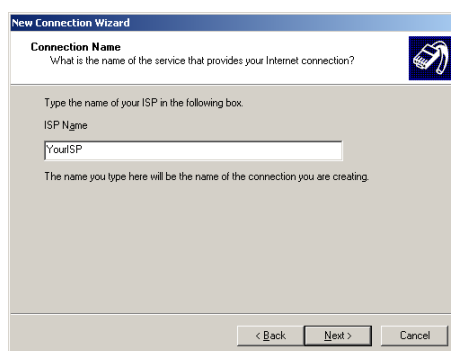 New Connection Wizard
Connection Name
What is the name of the service that provides your Internet connection?
Type the name of your ISP in the following box.
ISP Name
YourISP
The name you type here will be the name of the connection you are creating.
< Back Next > Cancel